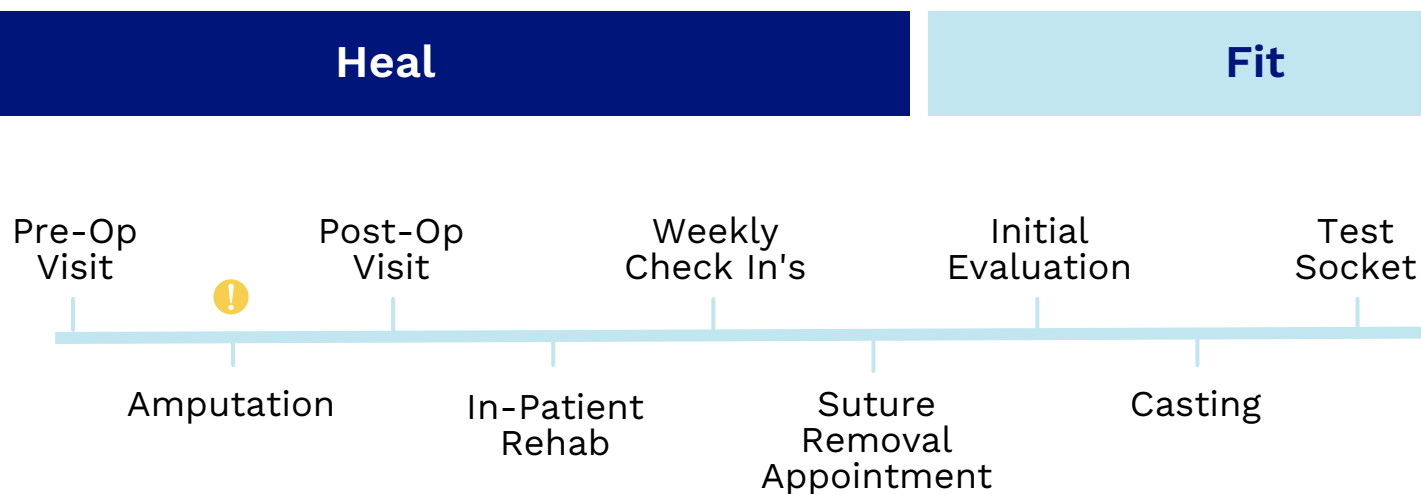 Heal
Fit
Pre-Op
Visit
Post-Op
Visit
Weekly
Check In's
Initial
Evaluation
Test
Socket
!
Amputation
In-Patient
Rehab
Suture
Removal
Appointment
Casting